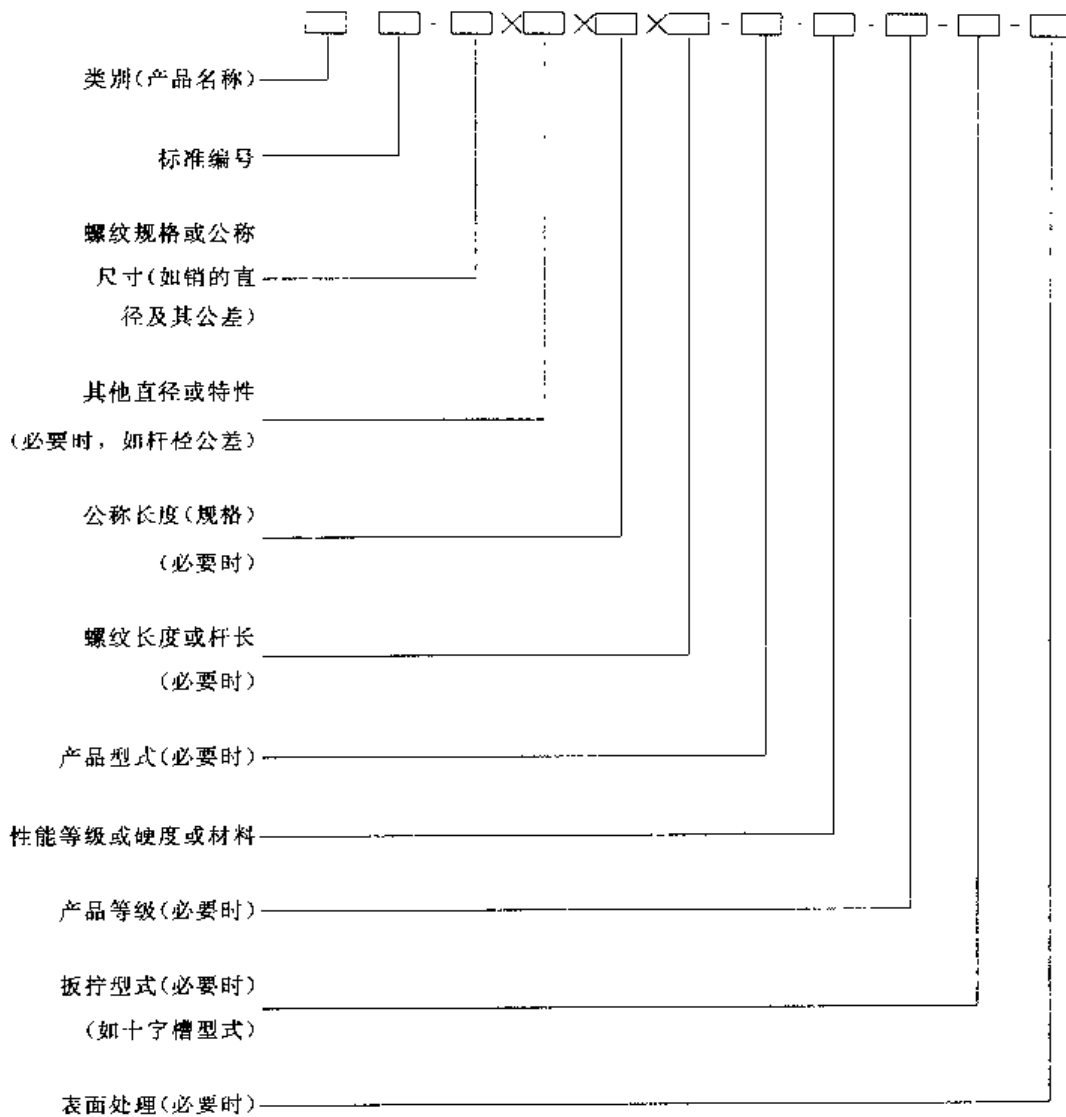 - × × × - - - - -
类别(产品名称)
标准编号
螺纹规格或公称
尺寸(如销的直
径及其公差)
其他直径或特性
(必要时，如杆径公差)
公称长度(规格)
(必要时)
螺纹长度或杆长
(必要时)
产品型式(必要时)
性能等级或硬度或材料
产品等级(必要时)
扳拧型式(必要时)
(如十字槽型式)
表面处理(必要时)